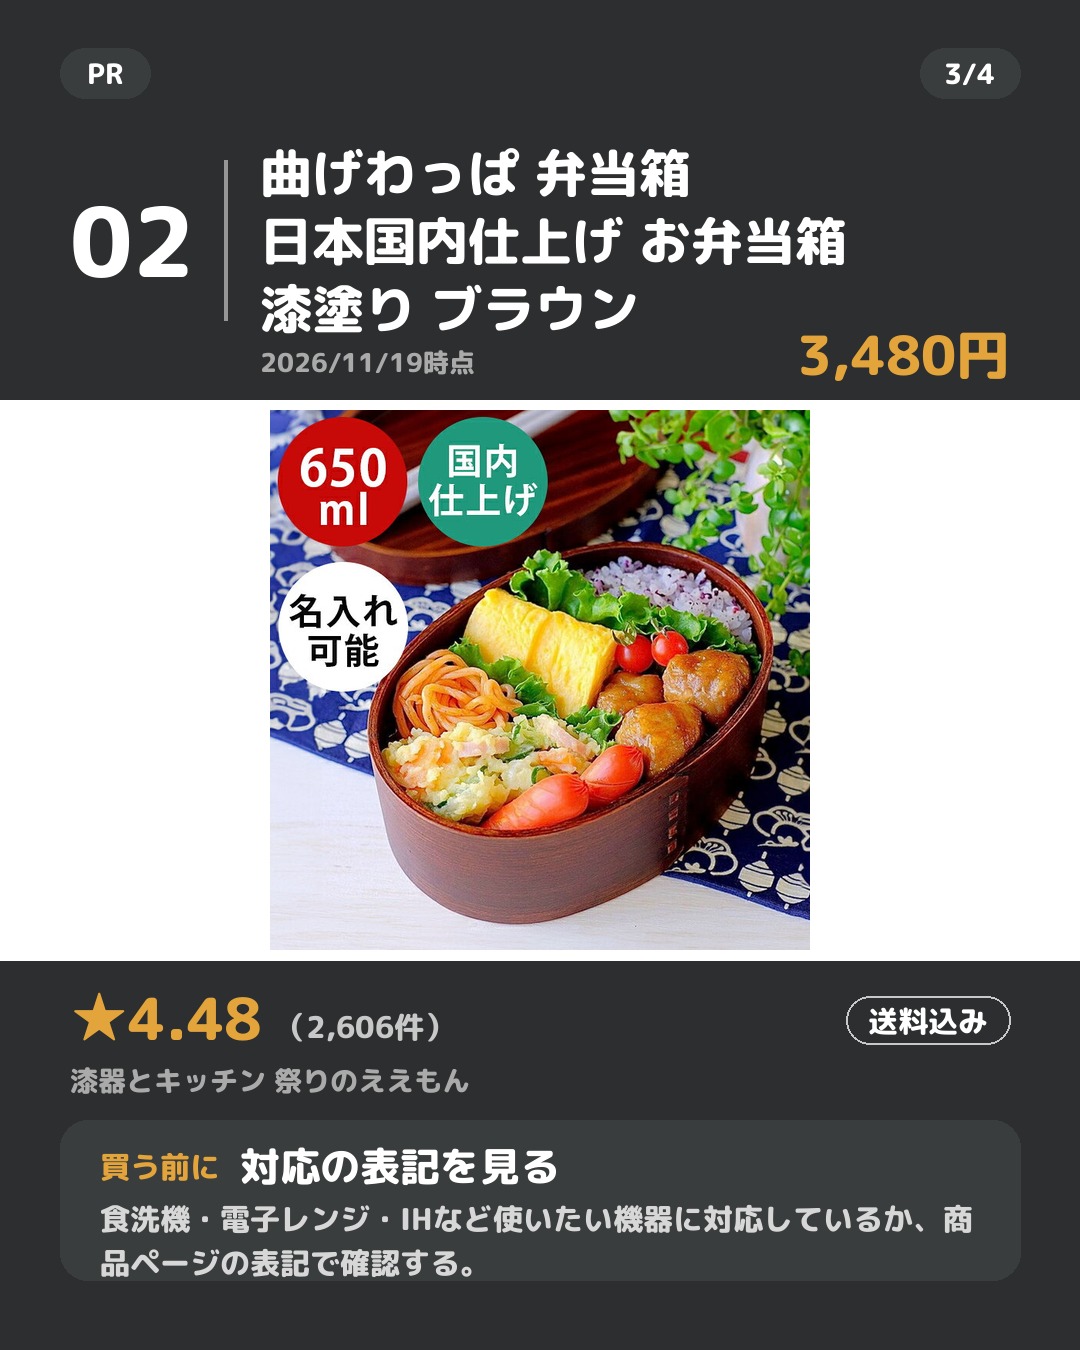 PR
3/4
02
曲げわっぱ 弁当箱
日本国内仕上げ お弁当箱
漆塗り ブラウン
2026/11/19時点
3,480円
650
ml
国内
仕上げ
名入れ
可能
★4.48 (2,606件)
送料込み
漆器とキッチン 祭りのええもん
買う前に 対応の表記を見る
食洗機・電子レンジ・IHなど使いたい機器に対応しているか、商
品ページの表記で確認する。